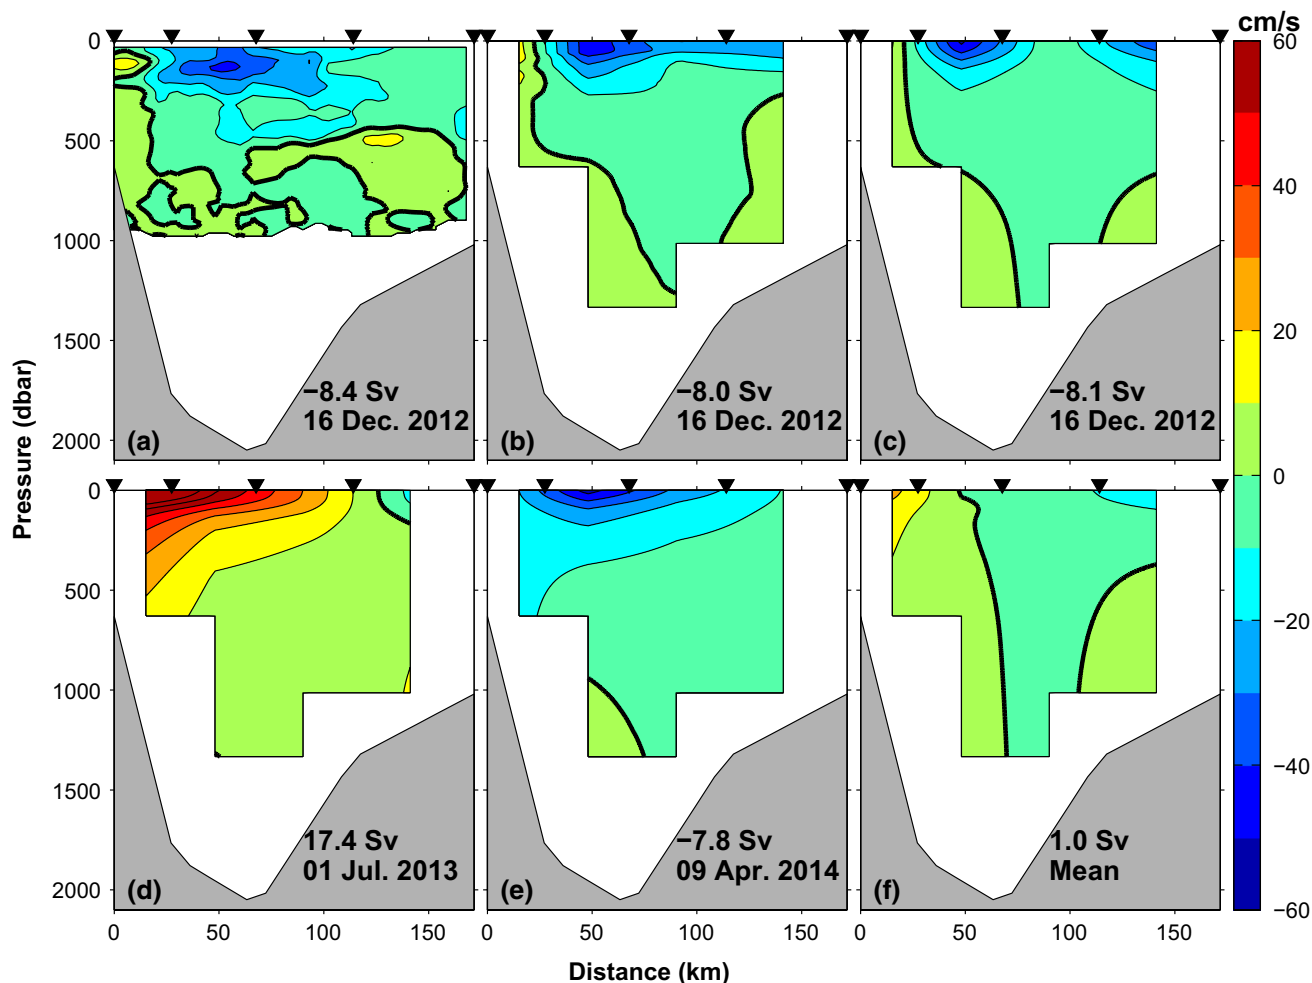 cm/s
0
500
1000
1500
2000
−8.4 Sv
16 Dec. 2012
(a)
−8.0 Sv
16 Dec. 2012
(b)
−8.1 Sv
16 Dec. 2012
(c)
60
40
20
0
−20
−40
−60
Pressure (dbar)
0
500
1000
1500
2000
17.4 Sv
01 Jul. 2013
(d)
−7.8 Sv
09 Apr. 2014
(e)
1.0 Sv
Mean
(f)
0 50 100 150
0 50 100 150
0 50 100 150
Distance (km)